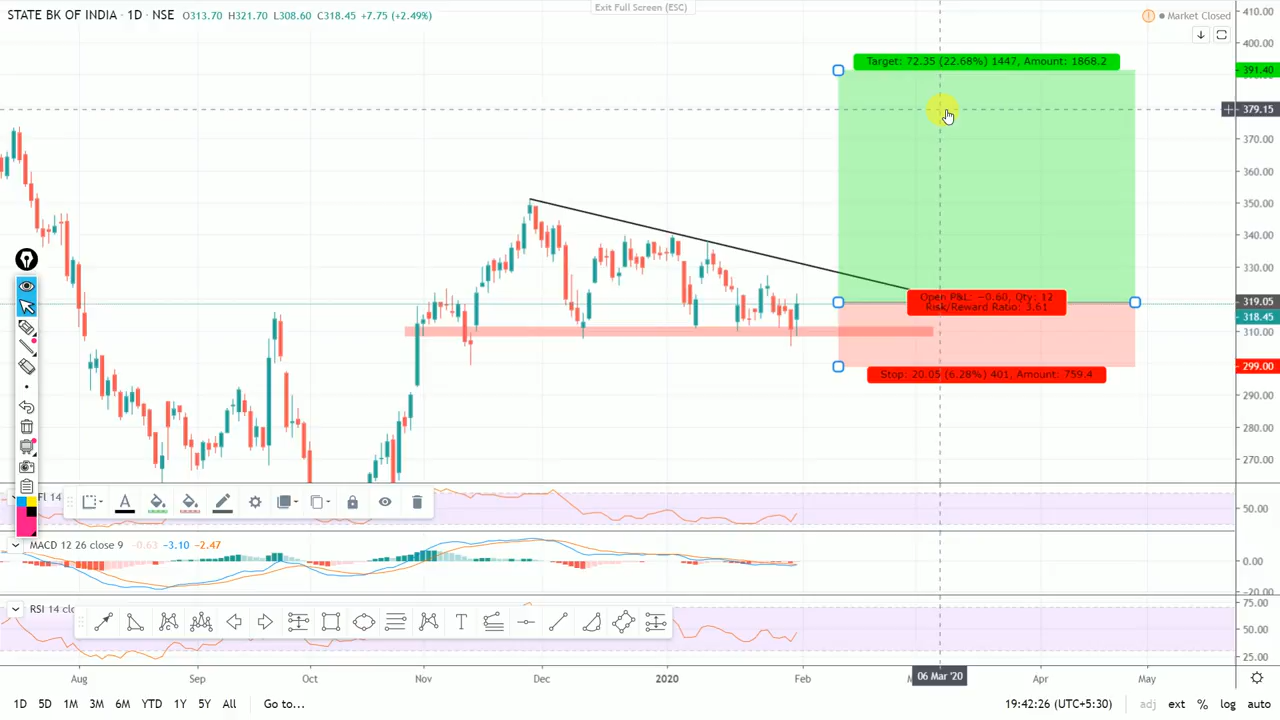 Exit Full Screen (ESC)
STATE BK OF INDIA · 1D · NSE O313.70 H321.70 L308.60 C318.45 +7.75 (+2.49%)
Market Closed
410.00
400.00
Target: 72.35 (22.68%) 1447, Amount: 1868.2
391.40
379.15
370.00
360.00
350.00
340.00
330.00
Open P&L: −0.60, Qty: 12
Risk/Reward Ratio: 3.61
319.05
318.45
310.00
299.00
Stop: 20.05 (6.28%) 401, Amount: 759.4
290.00
280.00
270.00
14
50.00
MACD 12 26 close 9 −0.63 −3.10 −2.47
0.00
−20.00
RSI 14
75.00
50.00
25.00
Aug Sep Oct Nov Dec 2020 Feb 06 Mar '20 Apr May
1D 5D 1M 3M 6M YTD 1Y 5Y All Go to... 19:42:26 (UTC+5:30) adj ext % log auto